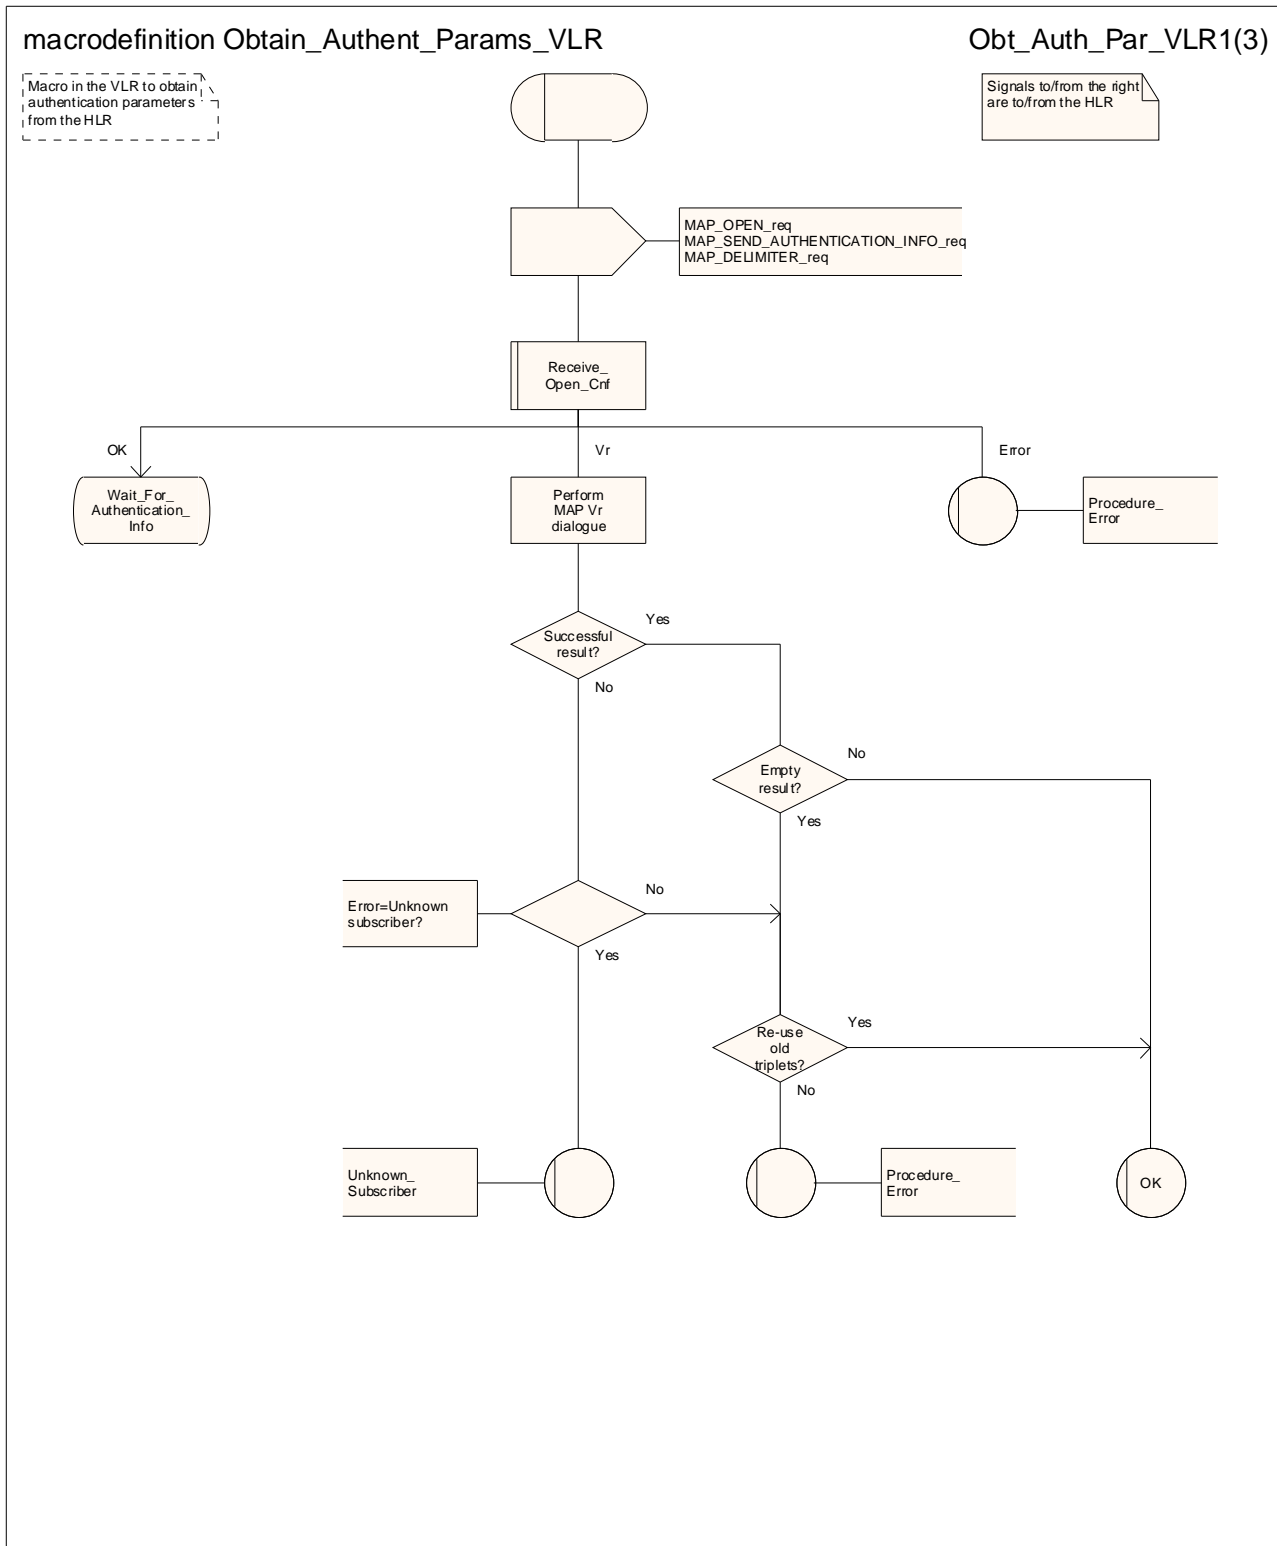 macrodefinition Obtain_Authent_Params_VLR
Obt_Auth_Par_VLR1(3)
Macro in the VLR to obtain
authentication parameters
from the HLR
Signals to/from the right
are to/from the HLR
MAP_OPEN_req
MAP_SEND_AUTHENTICATION_INFO_req
MAP_DELIMITER_req
Receive_
Open_Cnf
OK
Vr
Error
Wait_For_
Authentication_
Info
Perform
MAP Vr
dialogue
Procedure_
Error
Successful
result?
Yes
No
Empty
result?
No
Yes
Error=Unknown
subscriber?
No
Yes
Re-use
old
triplets?
Yes
No
Unknown_
Subscriber
Procedure_
Error
OK